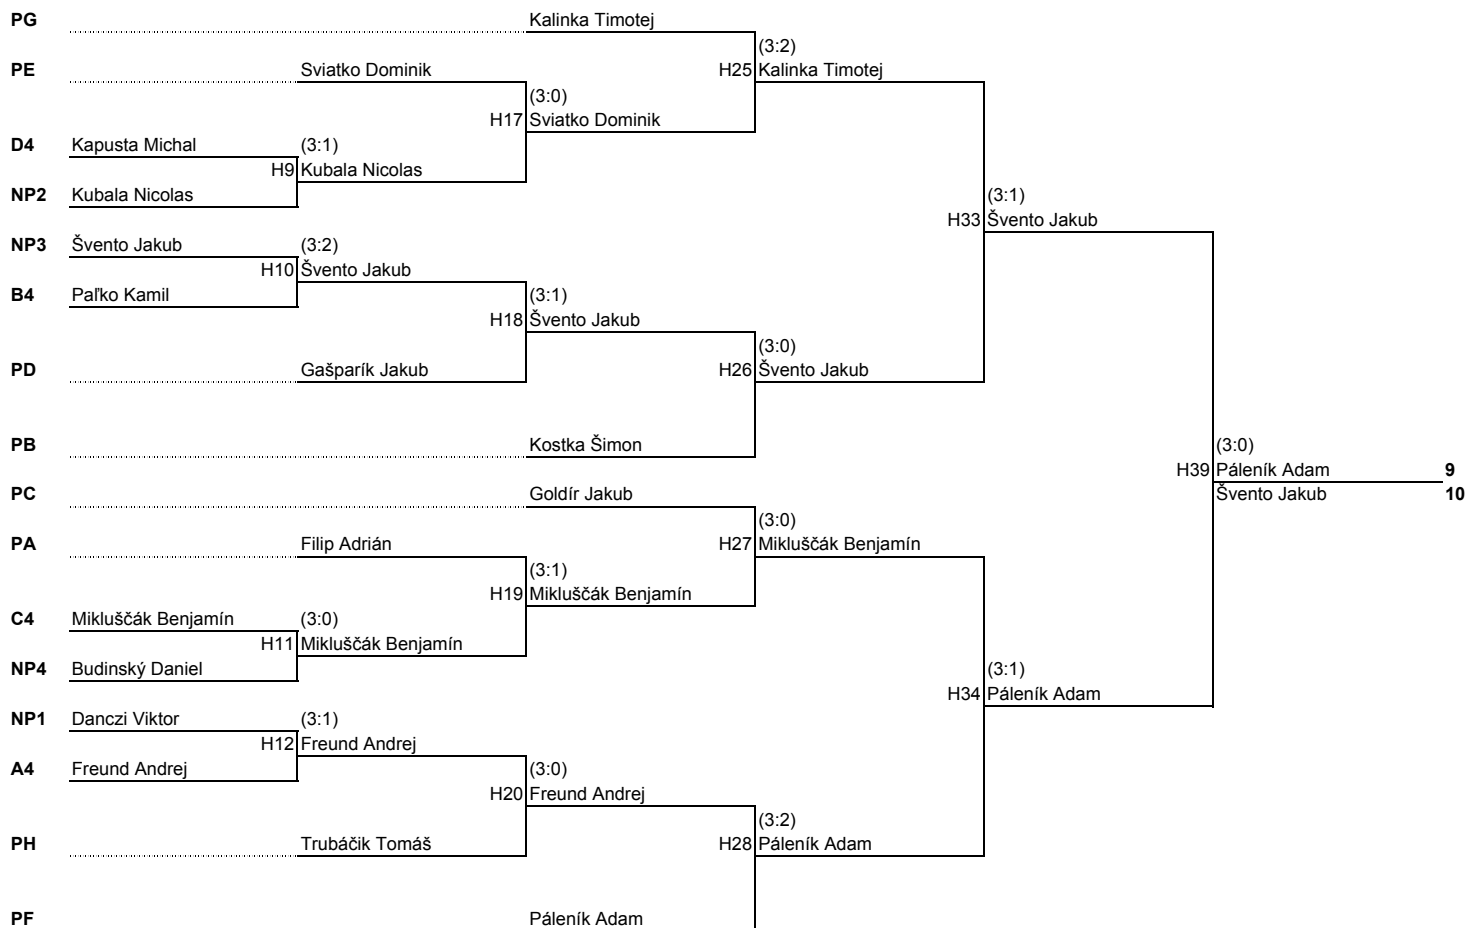 PG Kalinka Timotej
(3:2)
PE Sviatko Dominik H25 Kalinka Timotej
(3:0)
H17 Sviatko Dominik
D4 Kapusta Michal (3:1)
H9 Kubala Nicolas
NP2 Kubala Nicolas (3:1)
H33 Švento Jakub
NP3 Švento Jakub (3:2)
H10 Švento Jakub
B4 Paľko Kamil (3:1)
H18 Švento Jakub
(3:0)
PD Gašparík Jakub H26 Švento Jakub
PB Kostka Šimon (3:0)
H39 Páleník Adam 9
PC Goldír Jakub Švento Jakub 10
(3:0)
PA Filip Adrián H27 Mikluščák Benjamín
(3:1)
H19 Mikluščák Benjamín
C4 Mikluščák Benjamín (3:0)
H11 Mikluščák Benjamín
NP4 Budinský Daniel (3:1)
H34 Páleník Adam
NP1 Danczi Viktor (3:1)
H12 Freund Andrej
A4 Freund Andrej (3:0)
H20 Freund Andrej
(3:2)
PH Trubáčik Tomáš H28 Páleník Adam
PF Páleník Adam